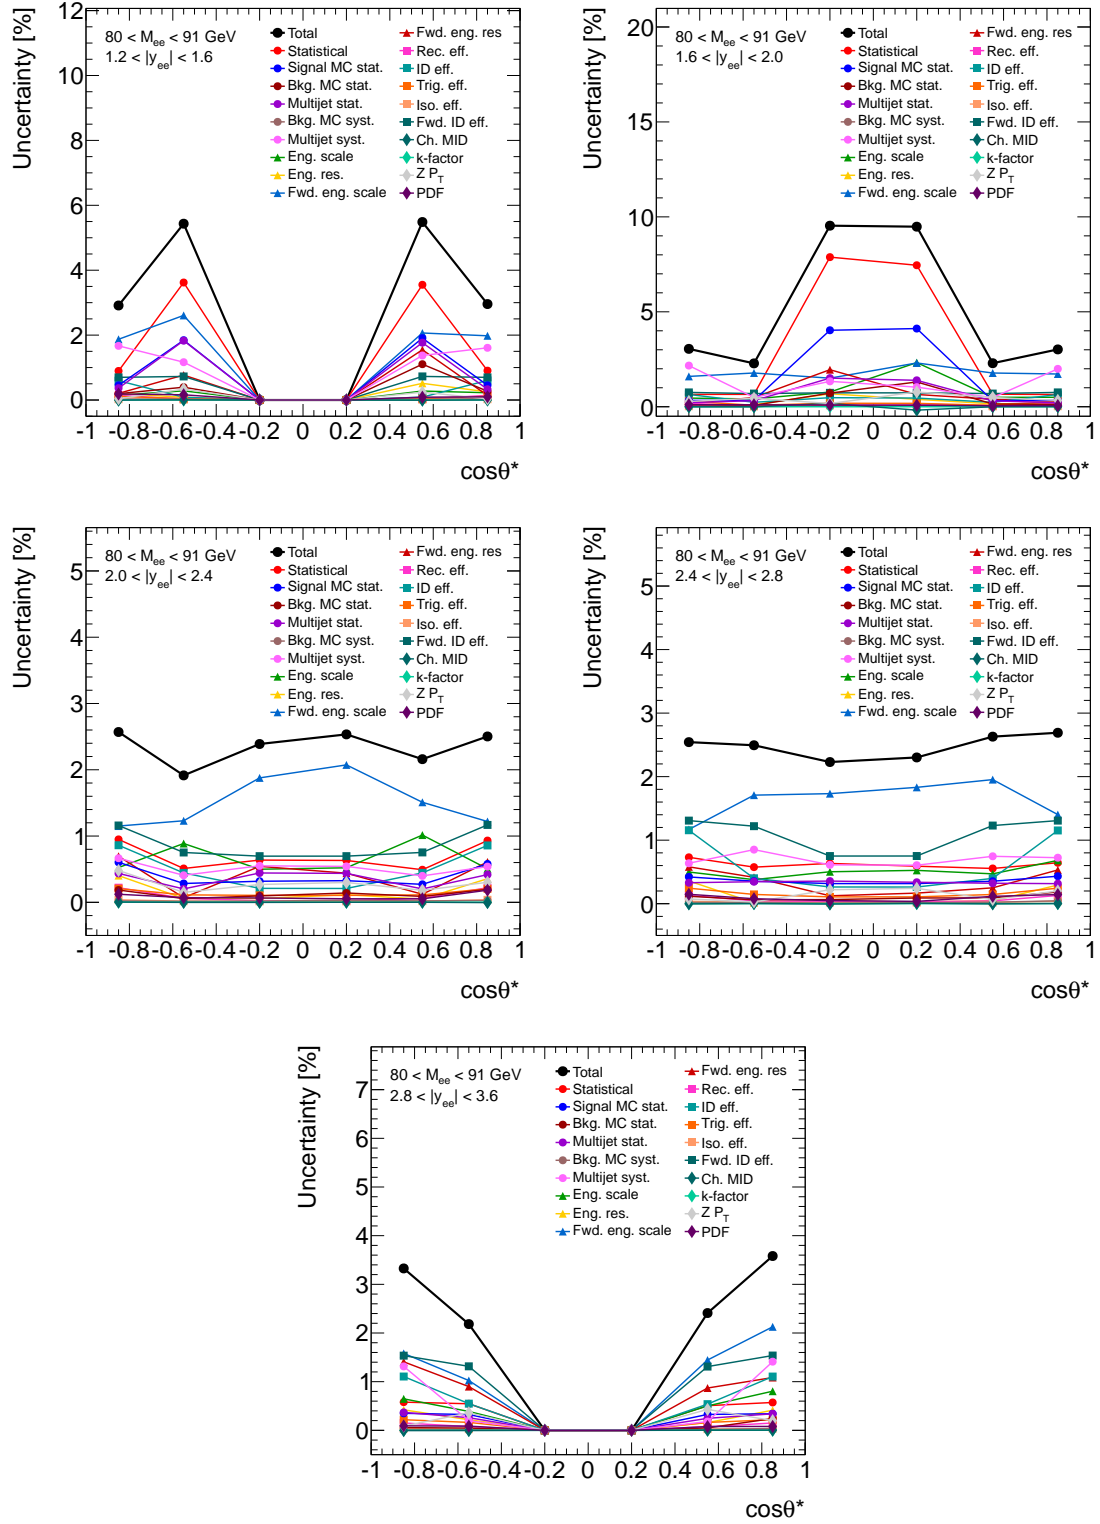 Uncertainty [%]
80 < M_ee < 91 GeV
1.2 < |y_ee| < 1.6
Total
Statistical
Signal MC stat.
Bkg. MC stat.
Multijet stat.
Bkg. MC syst.
Multijet syst.
Eng. scale
Eng. res.
Fwd. eng. scale
Fwd. eng. res
Rec. eff.
ID eff.
Trig. eff.
Iso. eff.
Fwd. ID eff.
Ch. MID
k-factor
Z P_T
PDF
12
10
8
6
4
2
0
-1 -0.8 -0.6 -0.4 -0.2 0 0.2 0.4 0.6 0.8 1
cosθ*
Uncertainty [%]
80 < M_ee < 91 GeV
1.6 < |y_ee| < 2.0
Total
Statistical
Signal MC stat.
Bkg. MC stat.
Multijet stat.
Bkg. MC syst.
Multijet syst.
Eng. scale
Eng. res.
Fwd. eng. scale
Fwd. eng. res
Rec. eff.
ID eff.
Trig. eff.
Iso. eff.
Fwd. ID eff.
Ch. MID
k-factor
Z P_T
PDF
20
15
10
5
0
-1 -0.8 -0.6 -0.4 -0.2 0 0.2 0.4 0.6 0.8 1
cosθ*
Uncertainty [%]
80 < M_ee < 91 GeV
2.0 < |y_ee| < 2.4
Total
Statistical
Signal MC stat.
Bkg. MC stat.
Multijet stat.
Bkg. MC syst.
Multijet syst.
Eng. scale
Eng. res.
Fwd. eng. scale
Fwd. eng. res
Rec. eff.
ID eff.
Trig. eff.
Iso. eff.
Fwd. ID eff.
Ch. MID
k-factor
Z P_T
PDF
5
4
3
2
1
0
-1 -0.8 -0.6 -0.4 -0.2 0 0.2 0.4 0.6 0.8 1
cosθ*
Uncertainty [%]
80 < M_ee < 91 GeV
2.4 < |y_ee| < 2.8
Total
Statistical
Signal MC stat.
Bkg. MC stat.
Multijet stat.
Bkg. MC syst.
Multijet syst.
Eng. scale
Eng. res.
Fwd. eng. scale
Fwd. eng. res
Rec. eff.
ID eff.
Trig. eff.
Iso. eff.
Fwd. ID eff.
Ch. MID
k-factor
Z P_T
PDF
5
4
3
2
1
0
-1 -0.8 -0.6 -0.4 -0.2 0 0.2 0.4 0.6 0.8 1
cosθ*
Uncertainty [%]
80 < M_ee < 91 GeV
2.8 < |y_ee| < 3.6
Total
Statistical
Signal MC stat.
Bkg. MC stat.
Multijet stat.
Bkg. MC syst.
Multijet syst.
Eng. scale
Eng. res.
Fwd. eng. scale
Fwd. eng. res
Rec. eff.
ID eff.
Trig. eff.
Iso. eff.
Fwd. ID eff.
Ch. MID
k-factor
Z P_T
PDF
7
6
5
4
3
2
1
0
-1 -0.8 -0.6 -0.4 -0.2 0 0.2 0.4 0.6 0.8 1
cosθ*